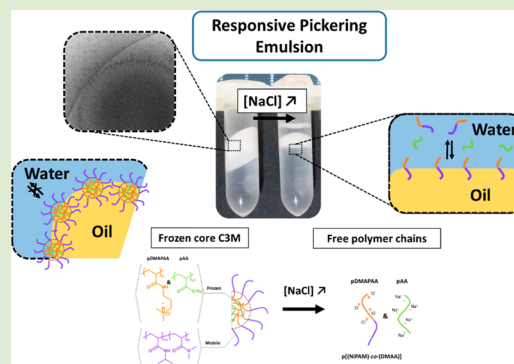 Responsive Pickering
Emulsion
[NaCl] ↗
Water
Oil
Water
Oil
Frozen core C3M
Free polymer chains
pDMAPAA
pAA
&
Frozen
Mobile
[NaCl] ↗
pDMAPAA
pAA
&
p[(NiPAM)-co-(DMAA)]